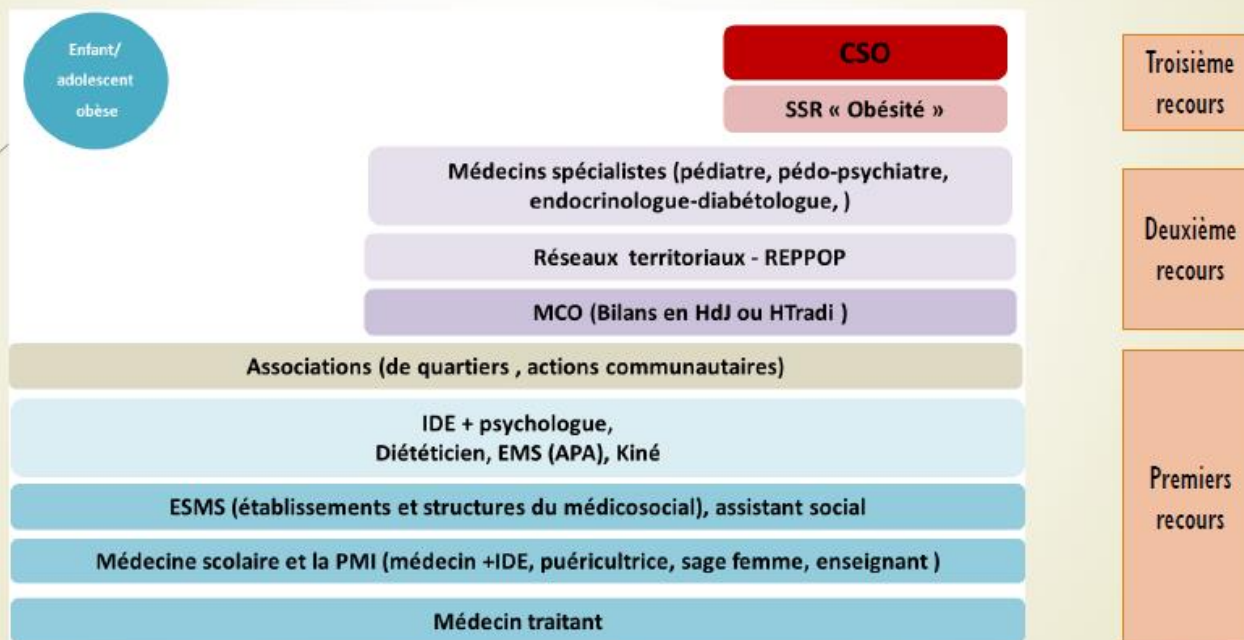 Enfant/
adolescent
obèse
CSO
SSR « Obésité »
Troisième
recours
Médecins spécialistes (pédiatre, pédo-psychiatre,
endocrinologue-diabétologue, )
Réseaux territoriaux - REPPOP
MCO (Bilans en HdJ ou HTradi )
Deuxième
recours
Associations (de quartiers , actions communautaires)
IDE + psychologue,
Diététicien, EMS (APA), Kiné
ESMS (établissements et structures du médicosocial), assistant social
Médecine scolaire et la PMI (médecin +IDE, puéricultrice, sage femme, enseignant )
Médecin traitant
Premiers
recours